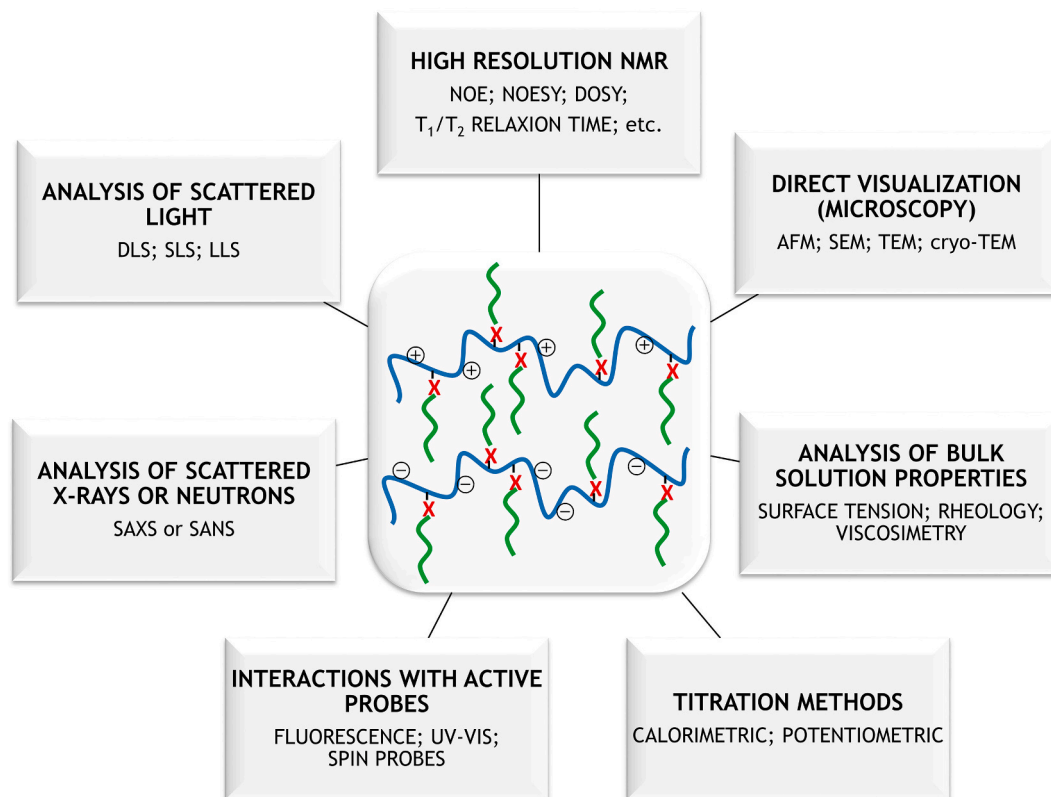 HIGH RESOLUTION NMR
NOE; NOESY; DOSY;
T₁/T₂ RELAXION TIME; etc.
ANALYSIS OF SCATTERED
LIGHT
DLS; SLS; LLS
DIRECT VISUALIZATION
(MICROSCOPY)
AFM; SEM; TEM; cryo-TEM
X
+
+
X
+
X
+
X
X
ANALYSIS OF SCATTERED
X-RAYS OR NEUTRONS
SAXS or SANS
X
−
−
X
−
X
−
X
−
X
ANALYSIS OF BULK
SOLUTION PROPERTIES
SURFACE TENSION; RHEOLOGY;
VISCOSIMETRY
INTERACTIONS WITH ACTIVE
PROBES
FLUORESCENCE; UV-VIS;
SPIN PROBES
TITRATION METHODS
CALORIMETRIC; POTENTIOMETRIC